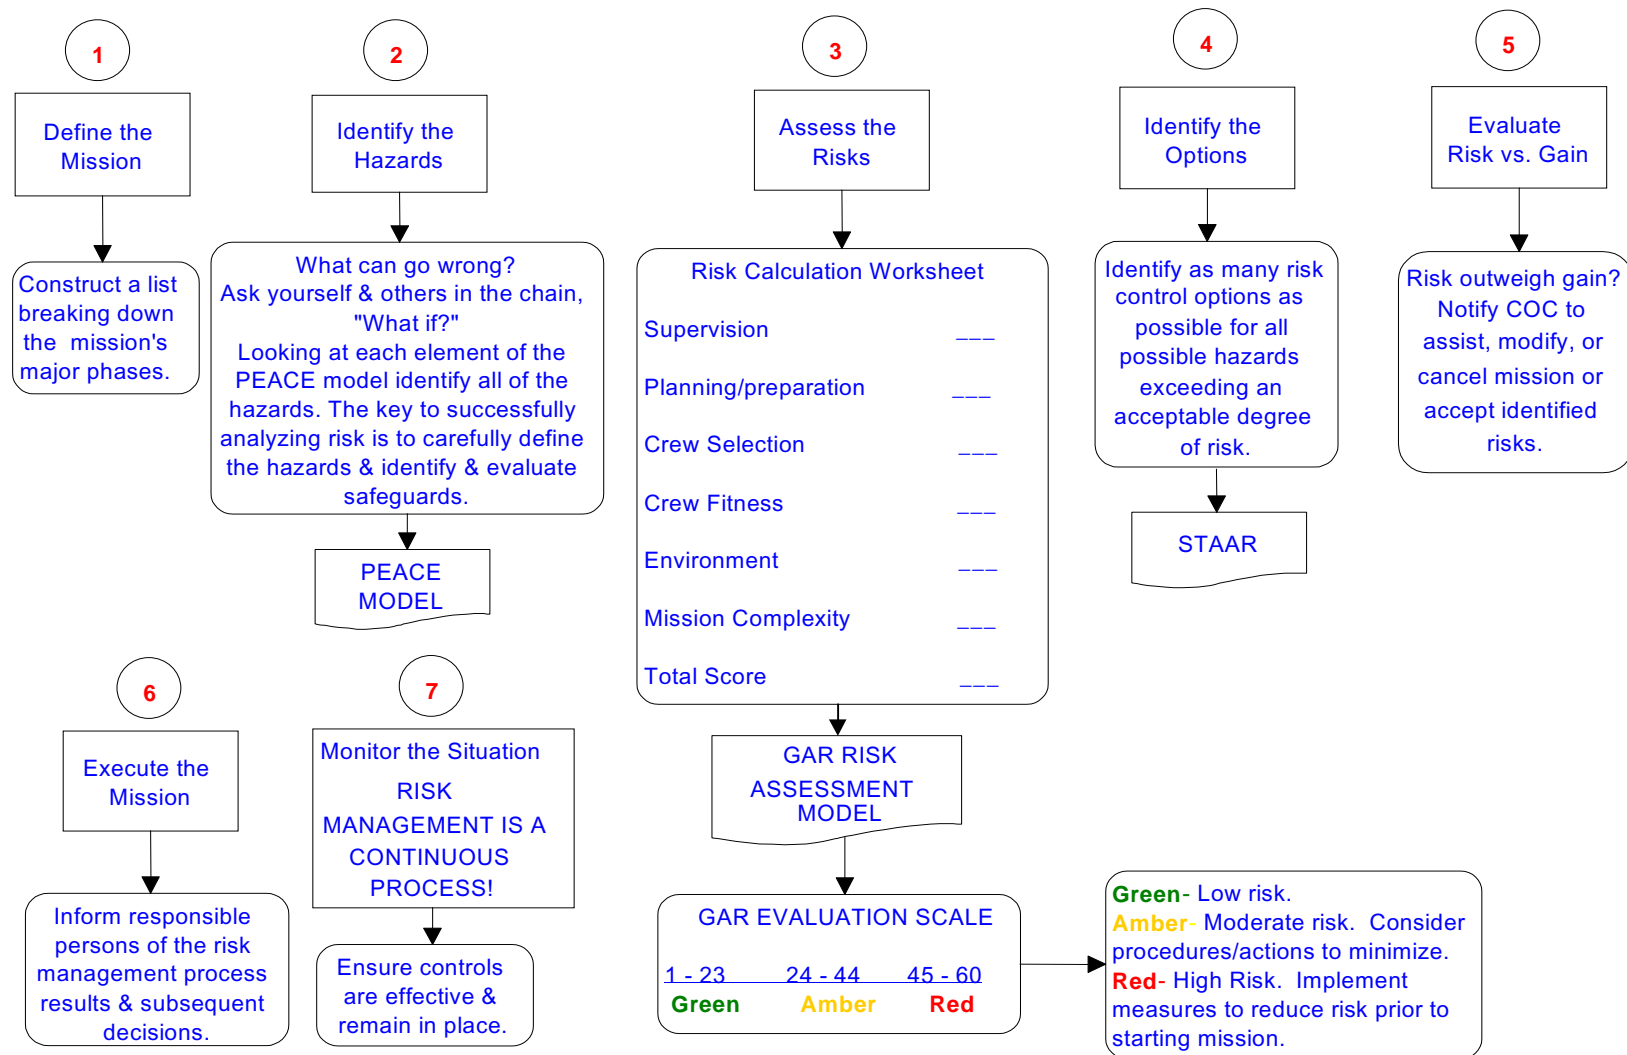 1
Define the
Mission
Construct a list
breaking down
the mission's
major phases.
2
Identify the
Hazards
What can go wrong?
Ask yourself & others in the chain,
"What if?"
Looking at each element of the
PEACE model identify all of the
hazards. The key to successfully
analyzing risk is to carefully define
the hazards & identify & evaluate
safeguards.
PEACE
MODEL
3
Assess the
Risks
Risk Calculation Worksheet
Supervision ___
Planning/preparation ___
Crew Selection ___
Crew Fitness ___
Environment ___
Mission Complexity ___
Total Score ___
GAR RISK
ASSESSMENT
MODEL
GAR EVALUATION SCALE
1 - 23 24 - 44 45 - 60
Green Amber Red
Green- Low risk.
Amber- Moderate risk. Consider
procedures/actions to minimize.
Red- High Risk. Implement
measures to reduce risk prior to
starting mission.
4
Identify the
Options
Identify as many risk
control options as
possible for all
possible hazards
exceeding an
acceptable degree
of risk.
STAAR
5
Evaluate
Risk vs. Gain
Risk outweigh gain?
Notify COC to
assist, modify, or
cancel mission or
accept identified
risks.
6
Execute the
Mission
Inform responsible
persons of the risk
management process
results & subsequent
decisions.
7
Monitor the Situation
RISK
MANAGEMENT IS A
CONTINUOUS
PROCESS!
Ensure controls
are effective &
remain in place.